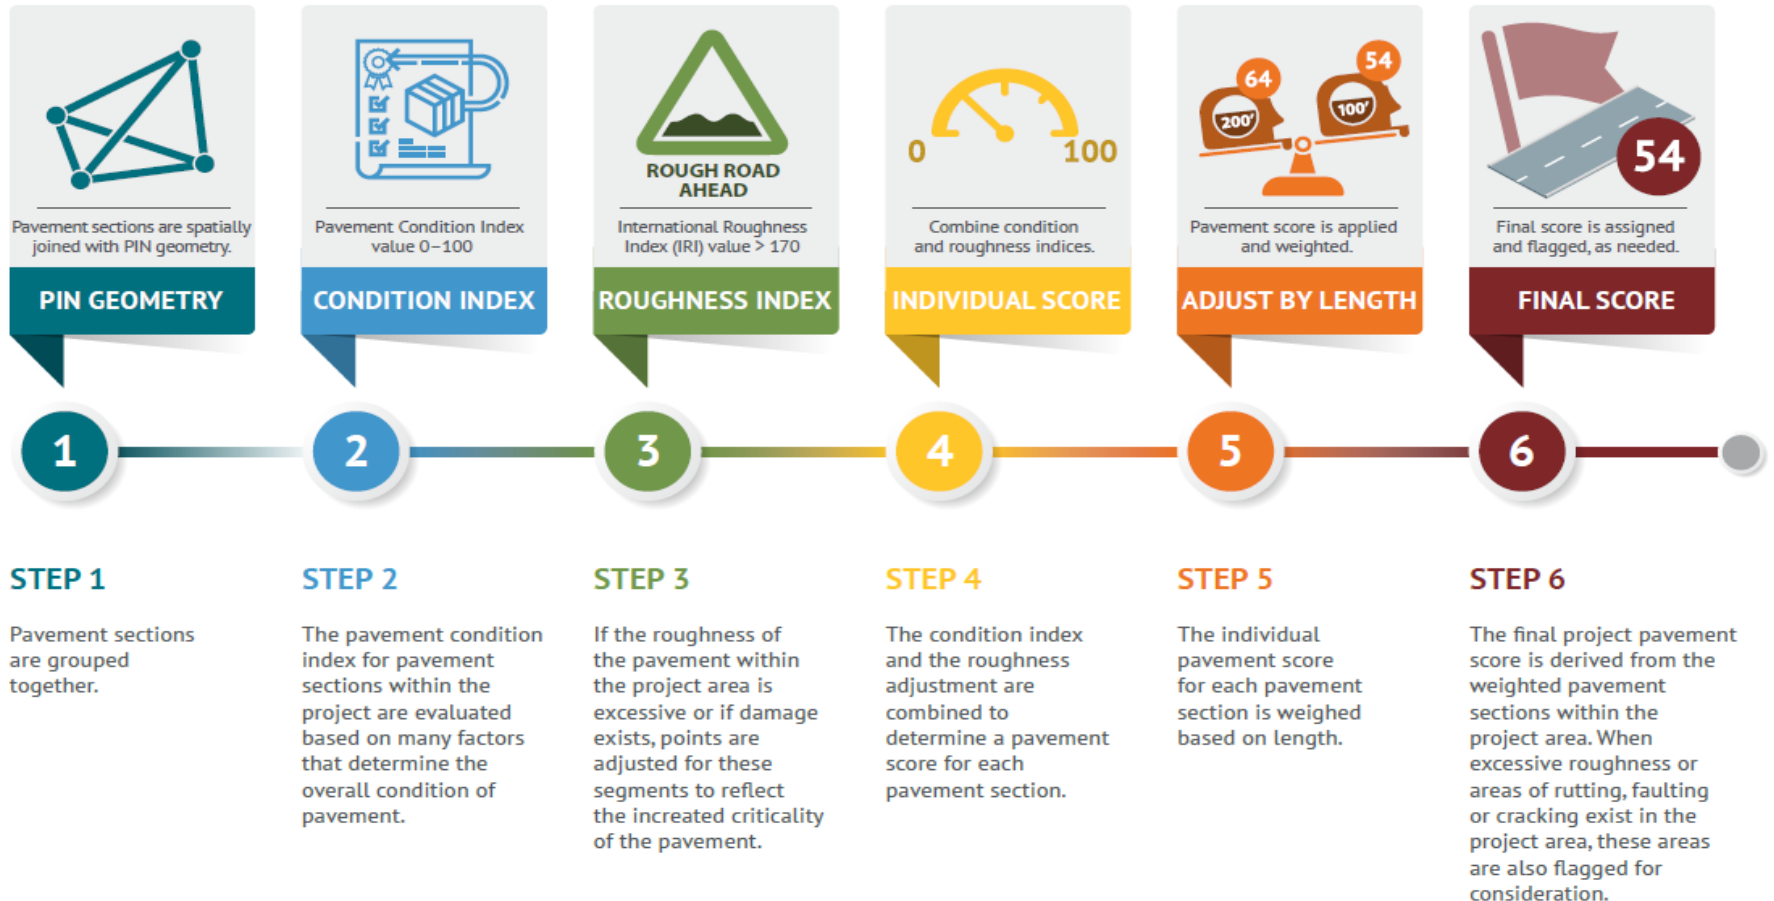 Pavement sections are spatially
joined with PIN geometry.
PIN GEOMETRY
1
STEP 1
Pavement sections
are grouped
together.
Pavement Condition Index
value 0–100
CONDITION INDEX
2
STEP 2
The pavement condition
index for pavement
sections within the
project are evaluated
based on many factors
that determine the
overall condition of
pavement.
ROUGH ROAD
AHEAD
International Roughness
Index (IRI) value > 170
ROUGHNESS INDEX
3
STEP 3
If the roughness of
the pavement within
the project area is
excessive or if damage
exists, points are
adjusted for these
segments to reflect
the increated criticality
of the pavement.
0 100
Combine condition
and roughness indices.
INDIVIDUAL SCORE
4
STEP 4
The condition index
and the roughness
adjustment are
combined to
determine a pavement
score for each
pavement section.
64
54
200'
100'
Pavement score is applied
and weighted.
ADJUST BY LENGTH
5
STEP 5
The individual
pavement score
for each pavement
section is weighed
based on length.
54
Final score is assigned
and flagged, as needed.
FINAL SCORE
6
STEP 6
The final project pavement
score is derived from the
weighted pavement
sections within the
project area. When
excessive roughness or
areas of rutting, faulting
or cracking exist in the
project area, these areas
are also flagged for
consideration.